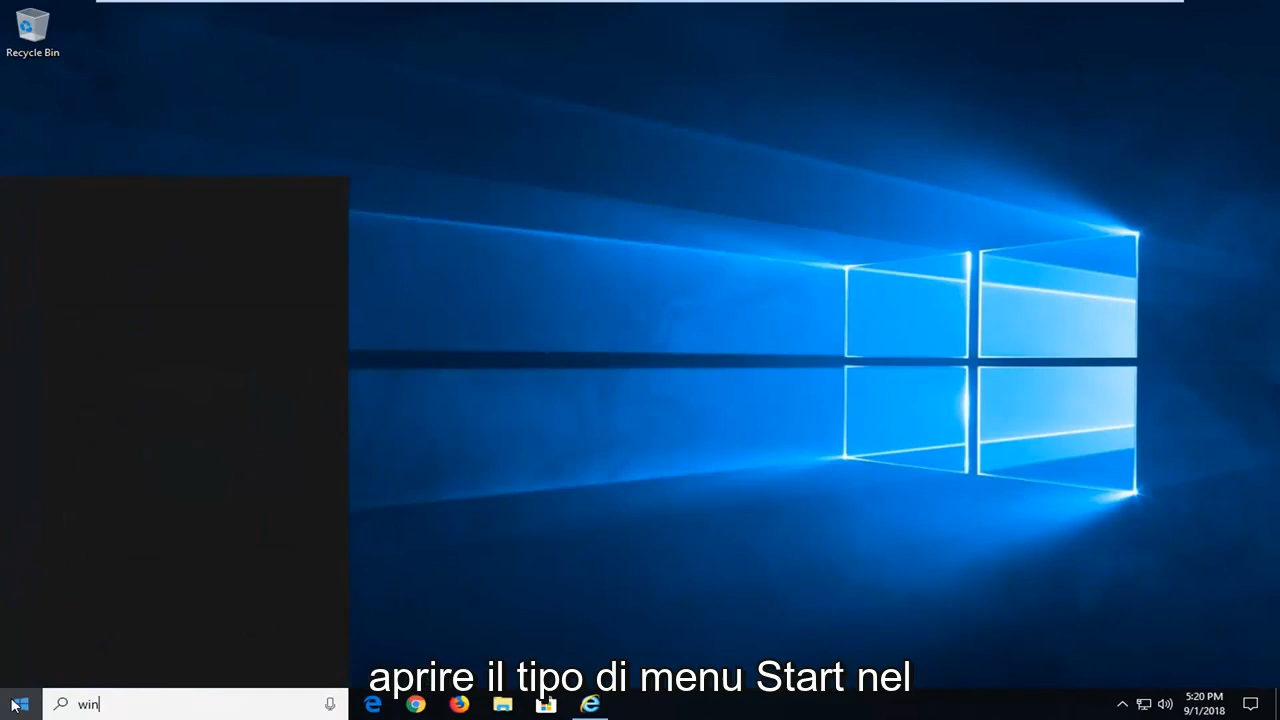 Recycle Bin
aprire il tipo di menu Start nel
win
5:20 PM
9/1/2018